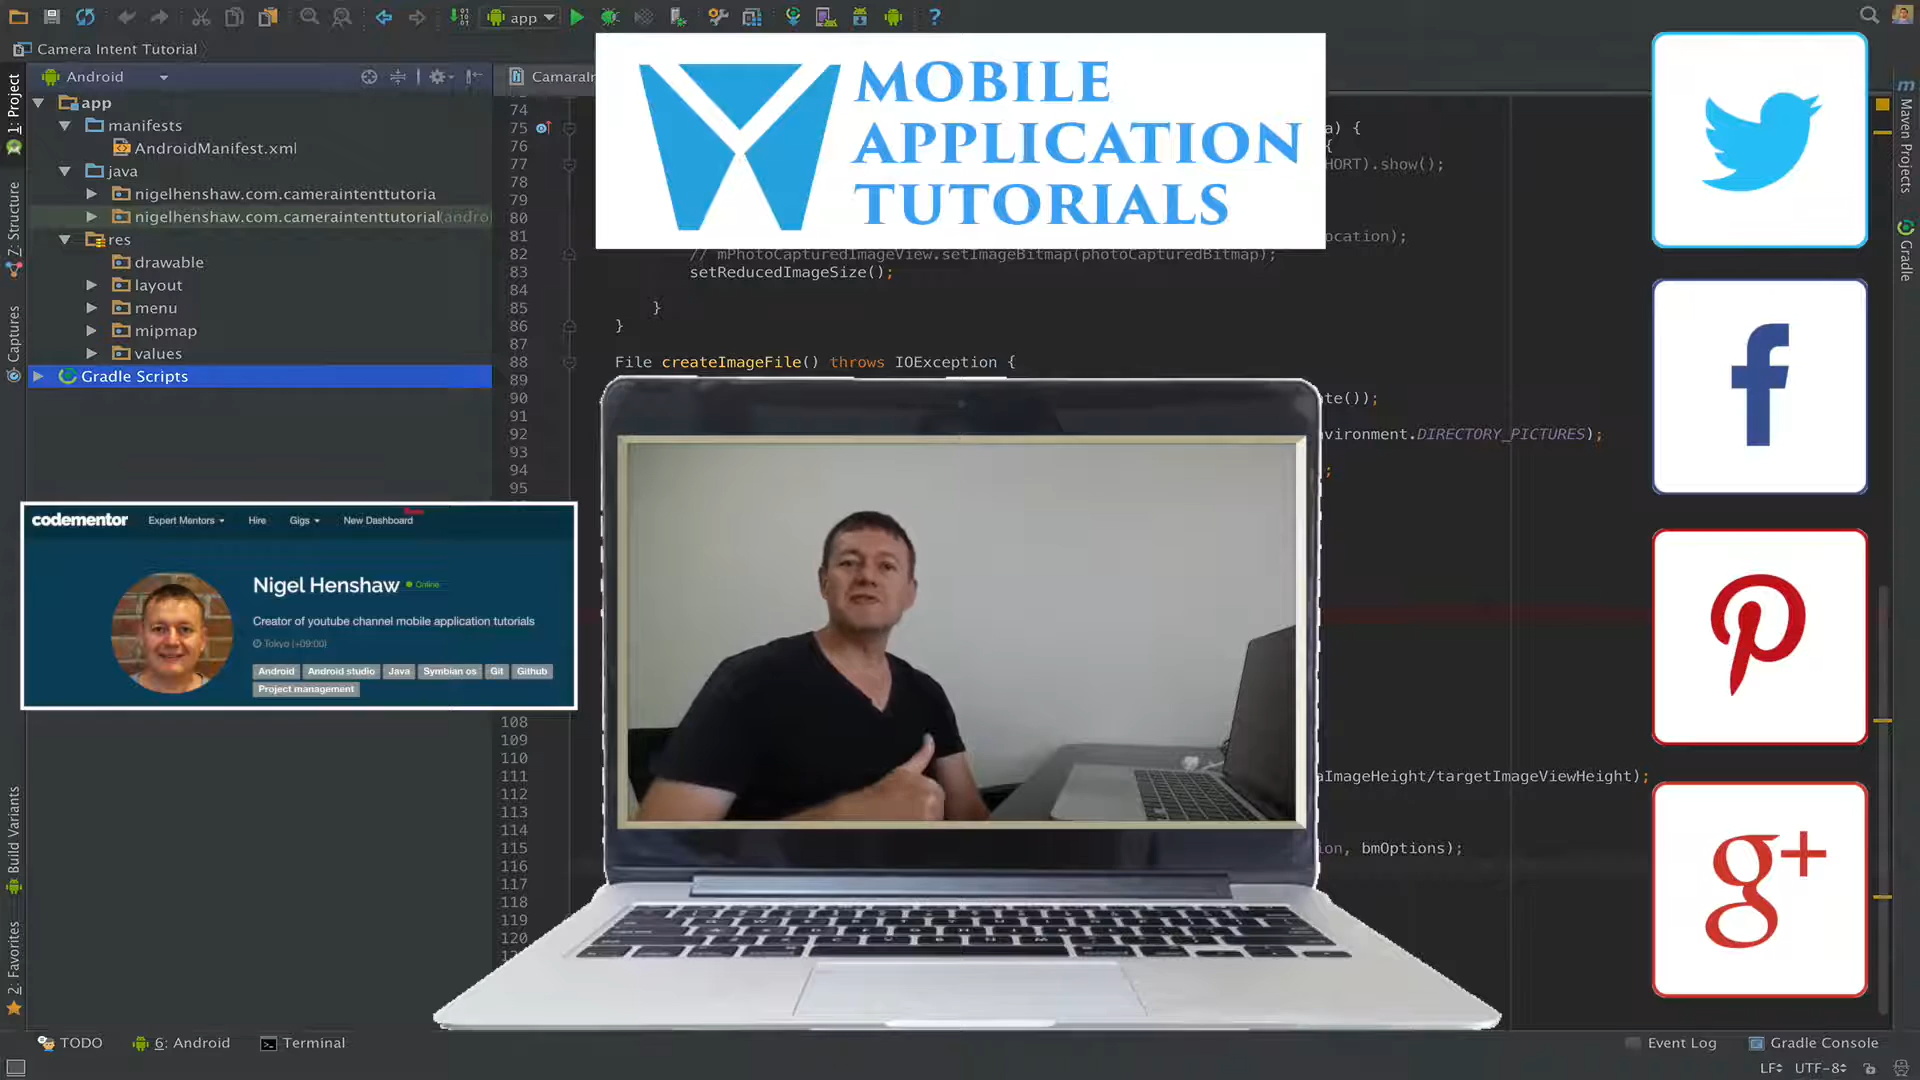 app
Camera Intent Tutorial
1: Project
Android
CamaraIn
app
manifests
AndroidManifest.xml
java
nigelhenshaw.com.cameraintenttutoria
nigelhenshaw.com.cameraintenttutorial(andro
res
drawable
layout
menu
mipmap
values
Gradle Scripts
Z: Structure
Captures
Build Variants
2: Favorites
MOBILE
APPLICATION
TUTORIALS
74
75 a) {
76 {
77 HORT).show();
78
79
80
81 ocation);
82 // mPhotoCapturedImageView.setImageBitmap(photoCapturedBitmap);
83 setReducedImageSize();
84
85 }
86 }
87
88 File createImageFile() throws IOException {
89
90 te());
91
92 vironment.DIRECTORY_PICTURES);
93
94 ;
95
codementor Expert Mentors Hire Gigs New Dashboard
Nigel Henshaw Online
Creator of youtube channel mobile application tutorials
Tokyo (+09:00)
Android Android studio Java Symbian os Git Github
Project management
108
109
110
111 aImageHeight/targetImageViewHeight);
112
113
114
115 ion, bmOptions);
116
117
118
119
120
f
g+
m
Maven Projects
Gradle
TODO 6: Android Terminal
Event Log Gradle Console
LF UTF-8